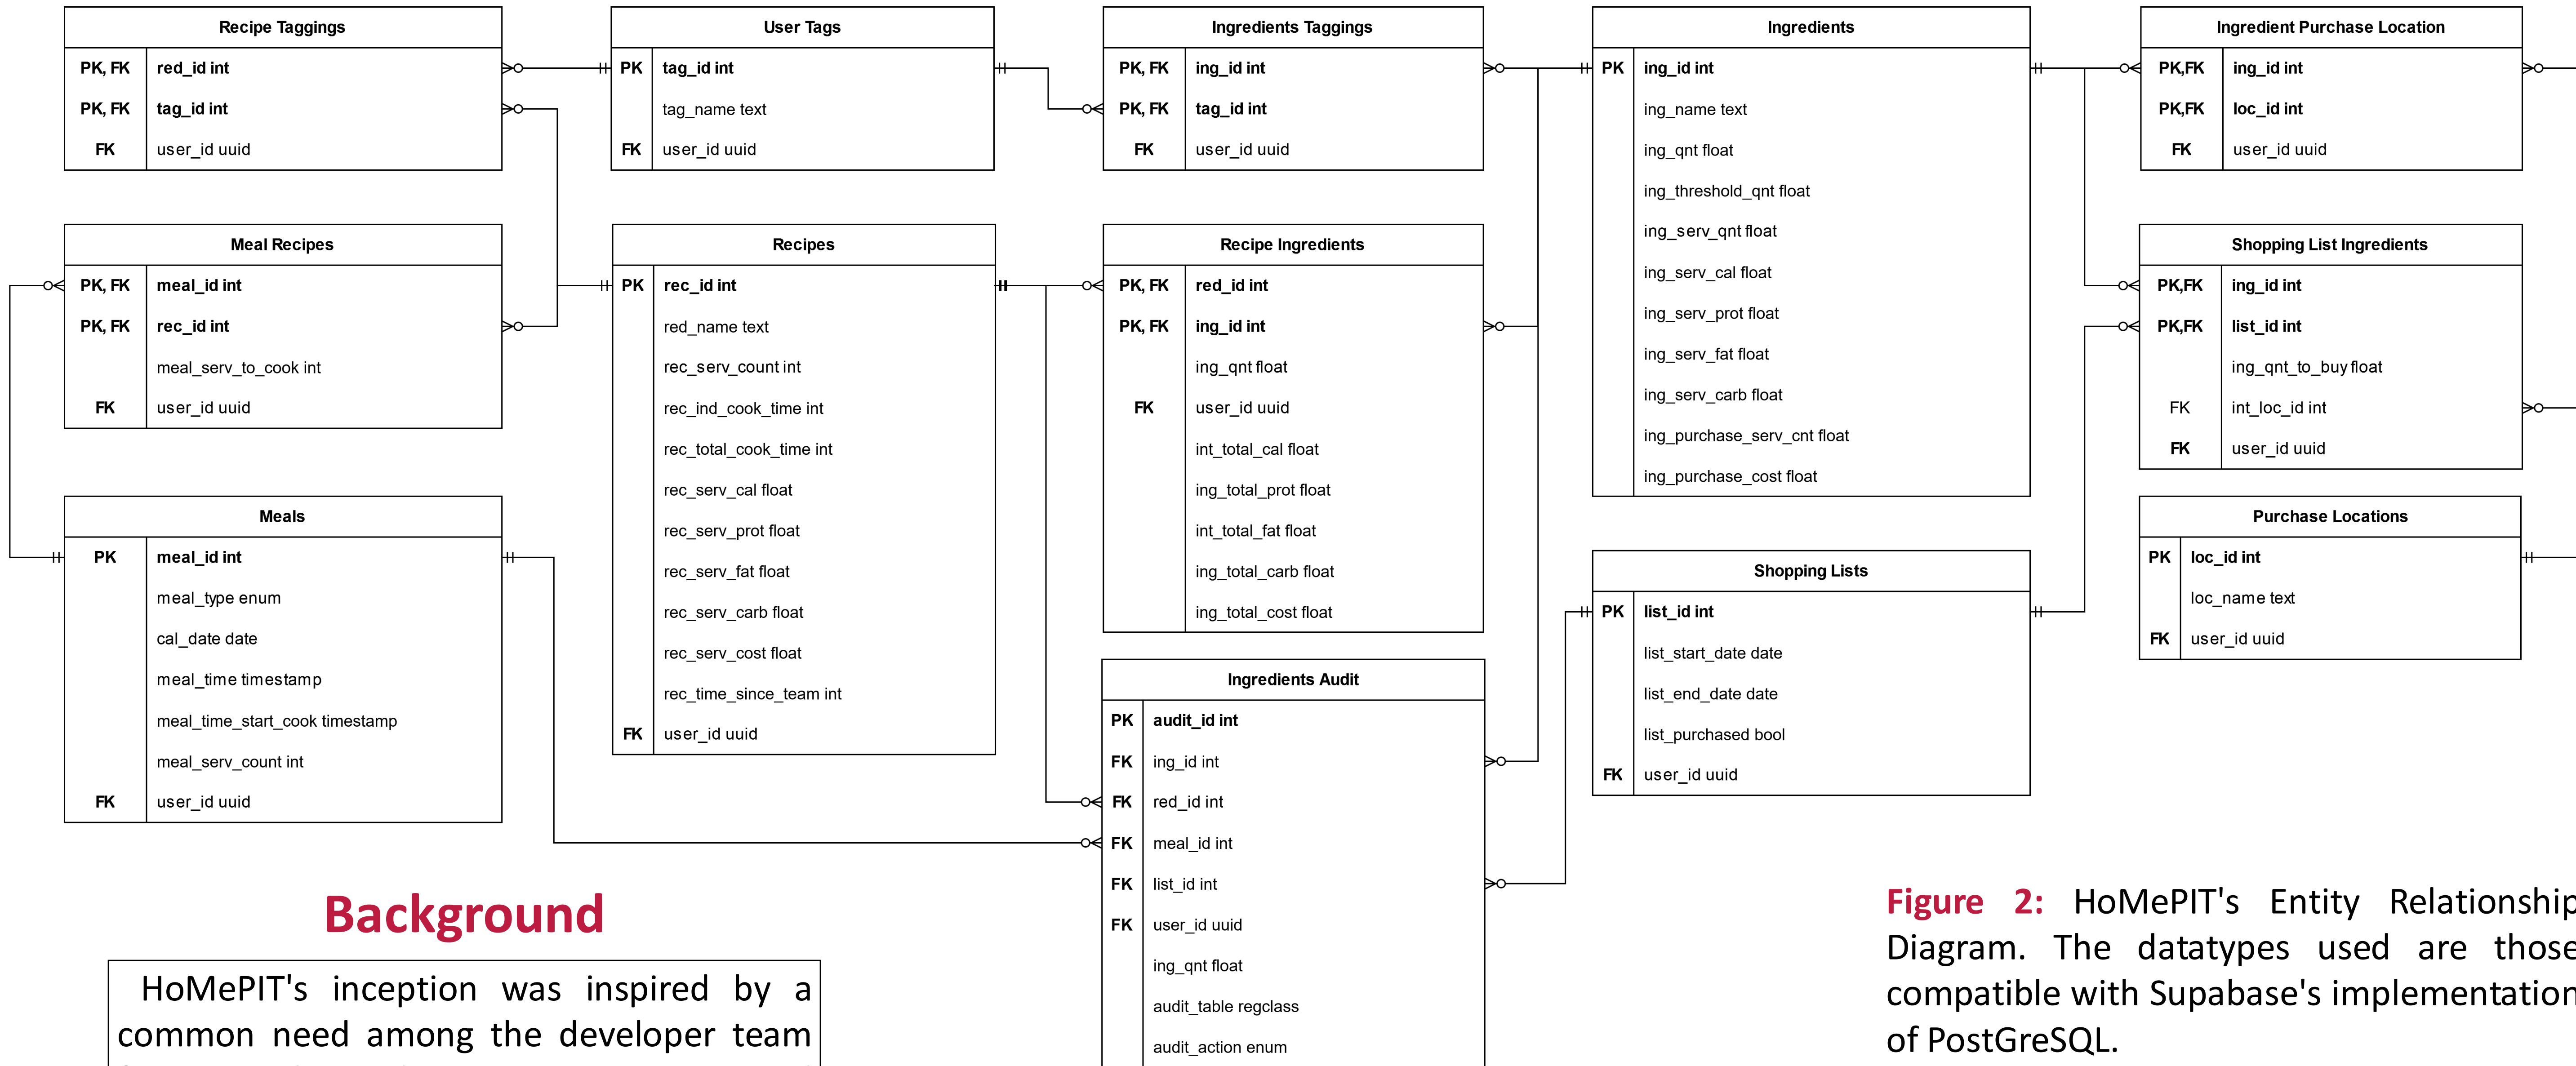 Recipe Taggings
PK, FK red_id int
PK, FK tag_id int
FK user_id uuid
User Tags
PK tag_id int
tag_name text
FK user_id uuid
Ingredients Taggings
PK, FK ing_id int
PK, FK tag_id int
FK user_id uuid
Ingredients
PK ing_id int
ing_name text
ing_qnt float
ing_threshold_qnt float
ing_serv_qnt float
ing_serv_cal float
ing_serv_prot float
ing_serv_fat float
ing_serv_carb float
ing_purchase_serv_cnt float
ing_purchase_cost float
Ingredient Purchase Location
PK,FK ing_id int
PK,FK loc_id int
FK user_id uuid
Meal Recipes
PK, FK meal_id int
PK, FK rec_id int
meal_serv_to_cook int
FK user_id uuid
Recipes
PK rec_id int
red_name text
rec_serv_count int
rec_ind_cook_time int
rec_total_cook_time int
rec_serv_cal float
rec_serv_prot float
rec_serv_fat float
rec_serv_carb float
rec_serv_cost float
rec_time_since_team int
FK user_id uuid
Recipe Ingredients
PK, FK red_id int
PK, FK ing_id int
ing_qnt float
FK user_id uuid
int_total_cal float
ing_total_prot float
int_total_fat float
ing_total_carb float
ing_total_cost float
Shopping List Ingredients
PK,FK ing_id int
PK,FK list_id int
ing_qnt_to_buy float
FK int_loc_id int
FK user_id uuid
Meals
PK meal_id int
meal_type enum
cal_date date
meal_time timestamp
meal_time_start_cook timestamp
meal_serv_count int
FK user_id uuid
Shopping Lists
PK list_id int
list_start_date date
list_end_date date
list_purchased bool
FK user_id uuid
Purchase Locations
PK loc_id int
loc_name text
FK user_id uuid
Ingredients Audit
PK audit_id int
FK ing_id int
FK red_id int
FK meal_id int
FK list_id int
FK user_id uuid
ing_qnt float
audit_table regclass
audit_action enum
Background
HoMePIT's inception was inspired by a
common need among the developer team
Figure 2: HoMePIT's Entity Relationship
Diagram. The datatypes used are those
compatible with Supabase's implementation
of PostGreSQL.